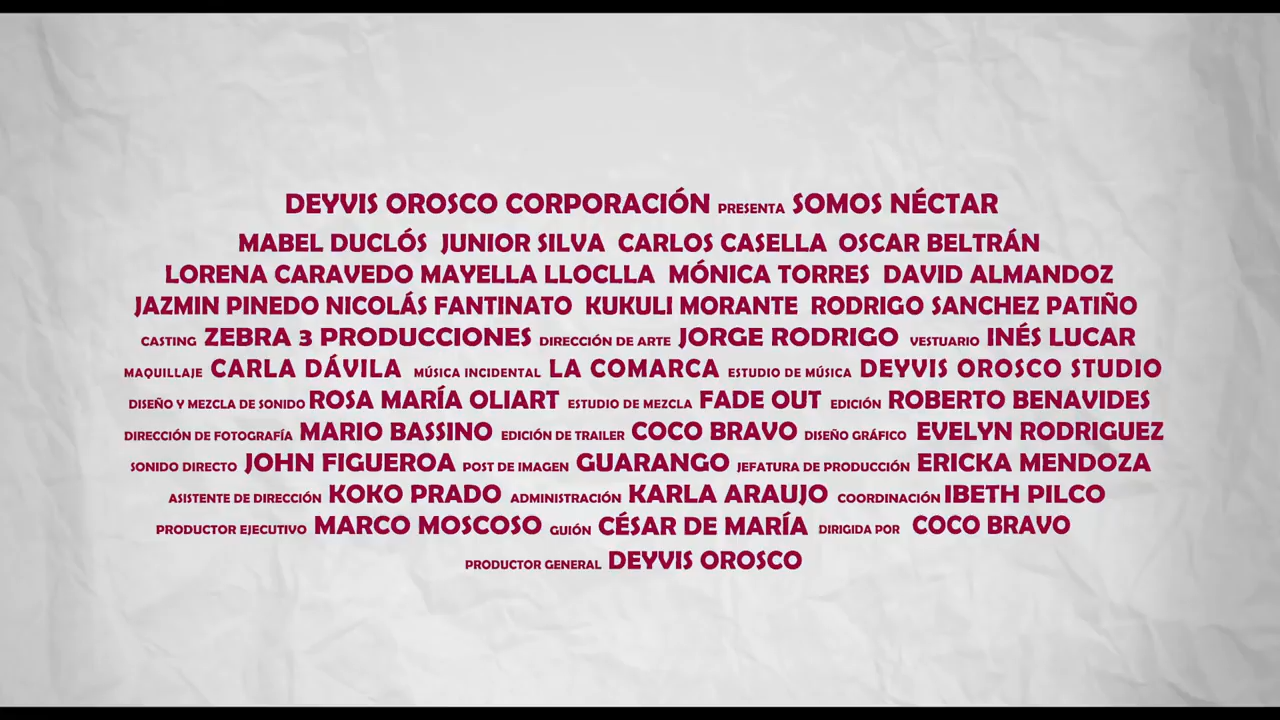 DEYVIS OROSCO CORPORACIÓN PRESENTA SOMOS NÉCTAR
MABEL DUCLÓS JUNIOR SILVA CARLOS CASELLA OSCAR BELTRÁN
LORENA CARAVEDO MAYELLA LLOCLLA MÓNICA TORRES DAVID ALMANDOZ
JAZMIN PINEDO NICOLÁS FANTINATO KUKULI MORANTE RODRIGO SANCHEZ PATIÑO
CASTING ZEBRA 3 PRODUCCIONES DIRECCIÓN DE ARTE JORGE RODRIGO VESTUARIO INÉS LUCAR
MAQUILLAJE CARLA DÁVILA MÚSICA INCIDENTAL LA COMARCA ESTUDIO DE MÚSICA DEYVIS OROSCO STUDIO
DISEÑO Y MEZCLA DE SONIDO ROSA MARÍA OLIART ESTUDIO DE MEZCLA FADE OUT EDICIÓN ROBERTO BENAVIDES
DIRECCIÓN DE FOTOGRAFÍA MARIO BASSINO EDICIÓN DE TRAILER COCO BRAVO DISEÑO GRÁFICO EVELYN RODRIGUEZ
SONIDO DIRECTO JOHN FIGUEROA POST DE IMAGEN GUARANGO JEFATURA DE PRODUCCIÓN ERICKA MENDOZA
ASISTENTE DE DIRECCIÓN KOKO PRADO ADMINISTRACIÓN KARLA ARAUJO COORDINACIÓN IBETH PILCO
PRODUCTOR EJECUTIVO MARCO MOSCOSO GUIÓN CÉSAR DE MARÍA DIRIGIDA POR COCO BRAVO
PRODUCTOR GENERAL DEYVIS OROSCO